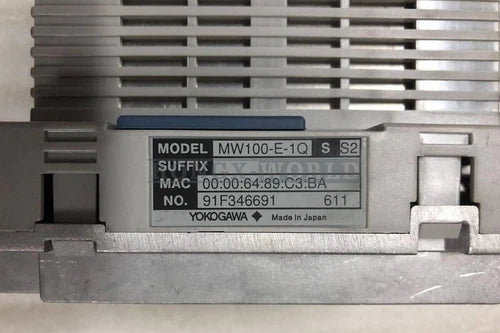 MODEL MW100-E-1Q S S2
SUFFIX
MAC 00:00:64:89:C3:BA
NO. 91F346691 611
YOKOGAWA Made in Japan